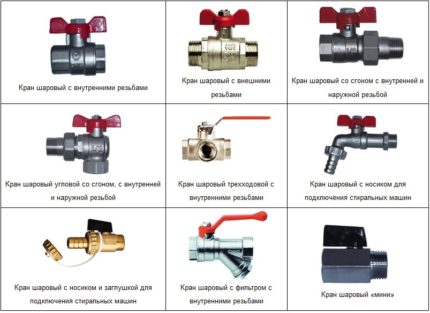 Кран шаровый с внутренними резьбами
Кран шаровый с внешними
резьбами
Кран шаровый со сгоном с внутренней и
наружной резьбой
Кран шаровый угловой со сгоном, с внутренней
и наружной резьбой
Кран шаровый трехходовой с
внутренними резьбами
Кран шаровый с носиком для
подключения стиральных машин
Кран шаровый с носиком и заглушкой для
подключения стиральных машин
Кран шаровый с фильтром с
внутренними резьбами
Кран шаровый «мини»